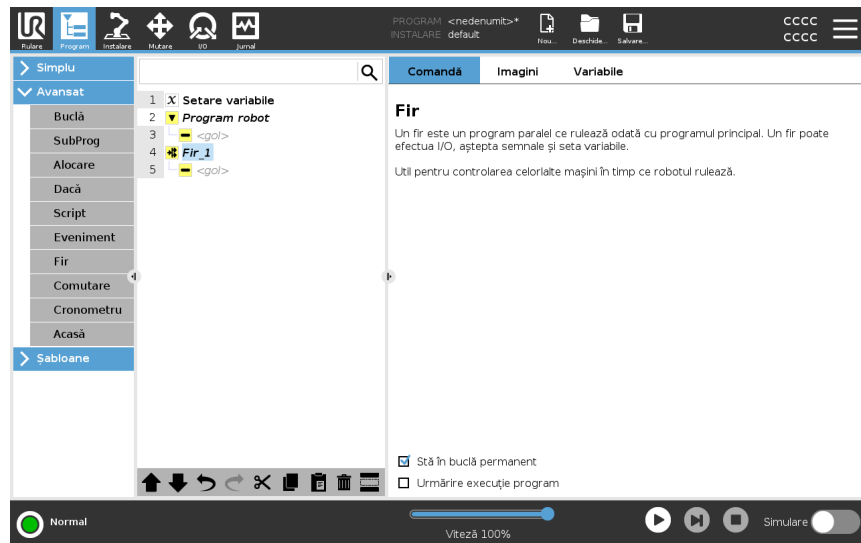 PROGRAM <nedenumit>*
INSTALARE default
UR
Rulare Program Instalare Mutare I/O Jurnal Nou... Deschide... Salvare...
CCCC
CCCC
Simplu
Avansat
Buclă
SubProg
Alocare
Dacă
Script
Eveniment
Fir
Comutare
Cronometru
Acasă
Șabloane
1 X Setare variabile
2 Program robot
3 <gol>
4 Fir_1
5 <gol>
Comandă Imagini Variabile
Fir
Un fir este un program paralel ce rulează odată cu programul principal. Un fir poate
efectua I/O, aștepta semnale și seta variabile.
Util pentru controlarea celorlalte mașini în timp ce robotul rulează.
Stă în buclă permanent
Urmărire execuție program
Normal
Viteză 100%
Simulare